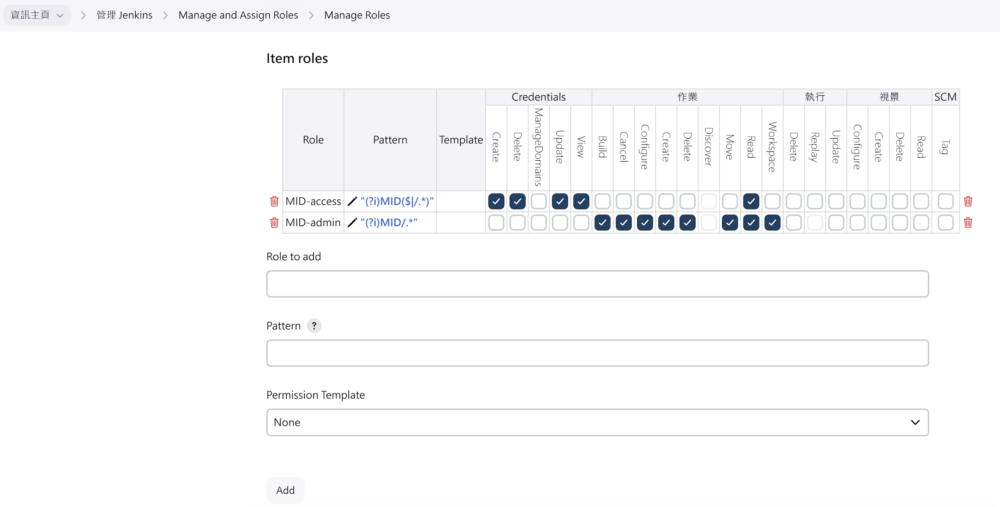 資訊主頁 管理 Jenkins Manage and Assign Roles Manage Roles
Item roles
Role Pattern Template Credentials 作業 執行 視景 SCM
Create Delete ManageDomains Update View Build Cancel Configure Create Delete Discover Move Read Workspace Delete Replay Update Configure Create Delete Read Tag
MID-access "(?i)MID($|/.*)"
MID-admin "(?i)MID/.*"
Role to add
Pattern ?
Permission Template
None
Add